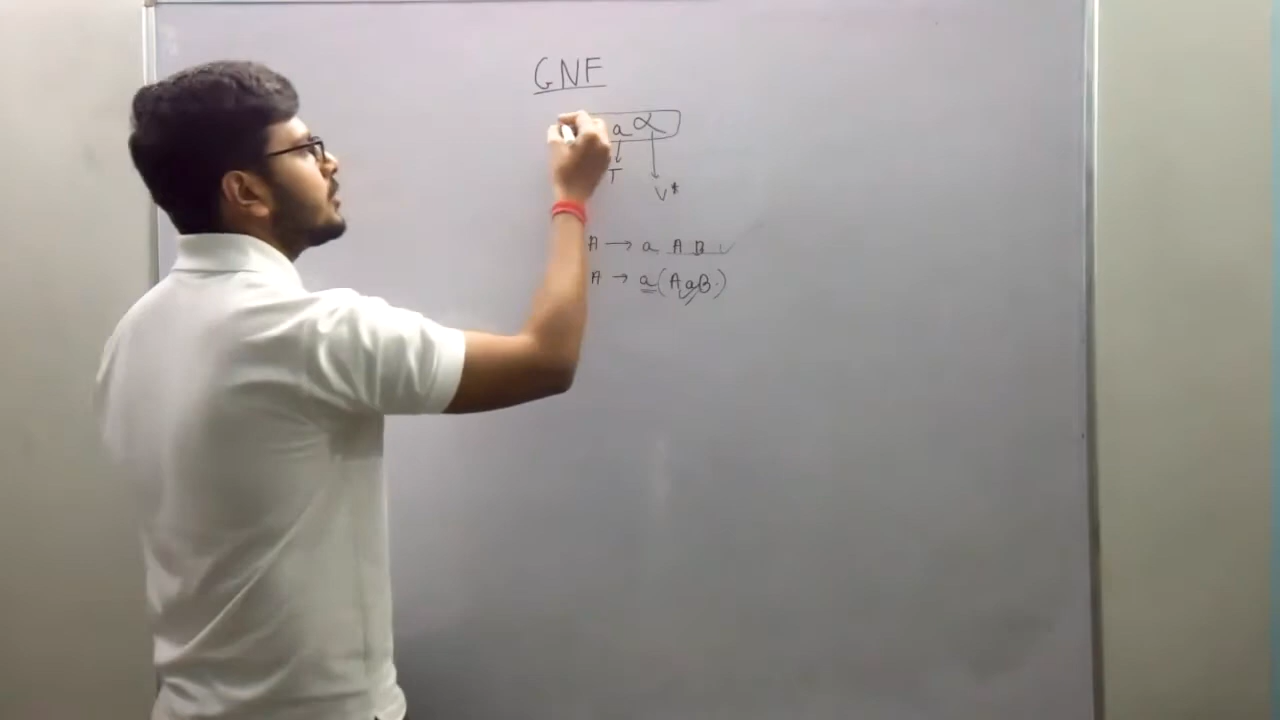 GNF
a α
T
V*
A → a A B ✓
A → a (A a B.)